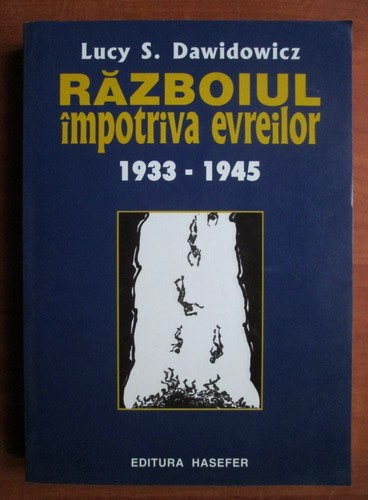 Lucy S. Dawidowicz
RĂZBOIUL
împotriva evreilor
1933 - 1945
EDITURA HASEFER